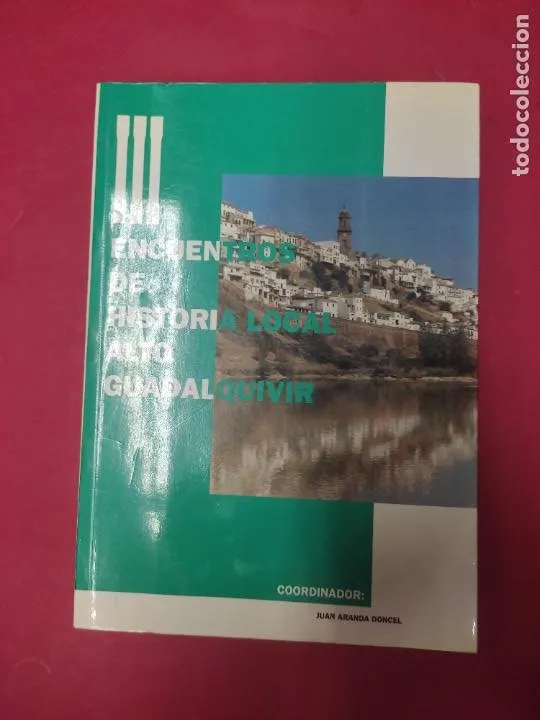 III
ENCUENTROS
DE
HISTORIA LOCAL
ALTO
GUADALQUIVIR
COORDINADOR:
JUAN ARANDA DONCEL
todocoleccion